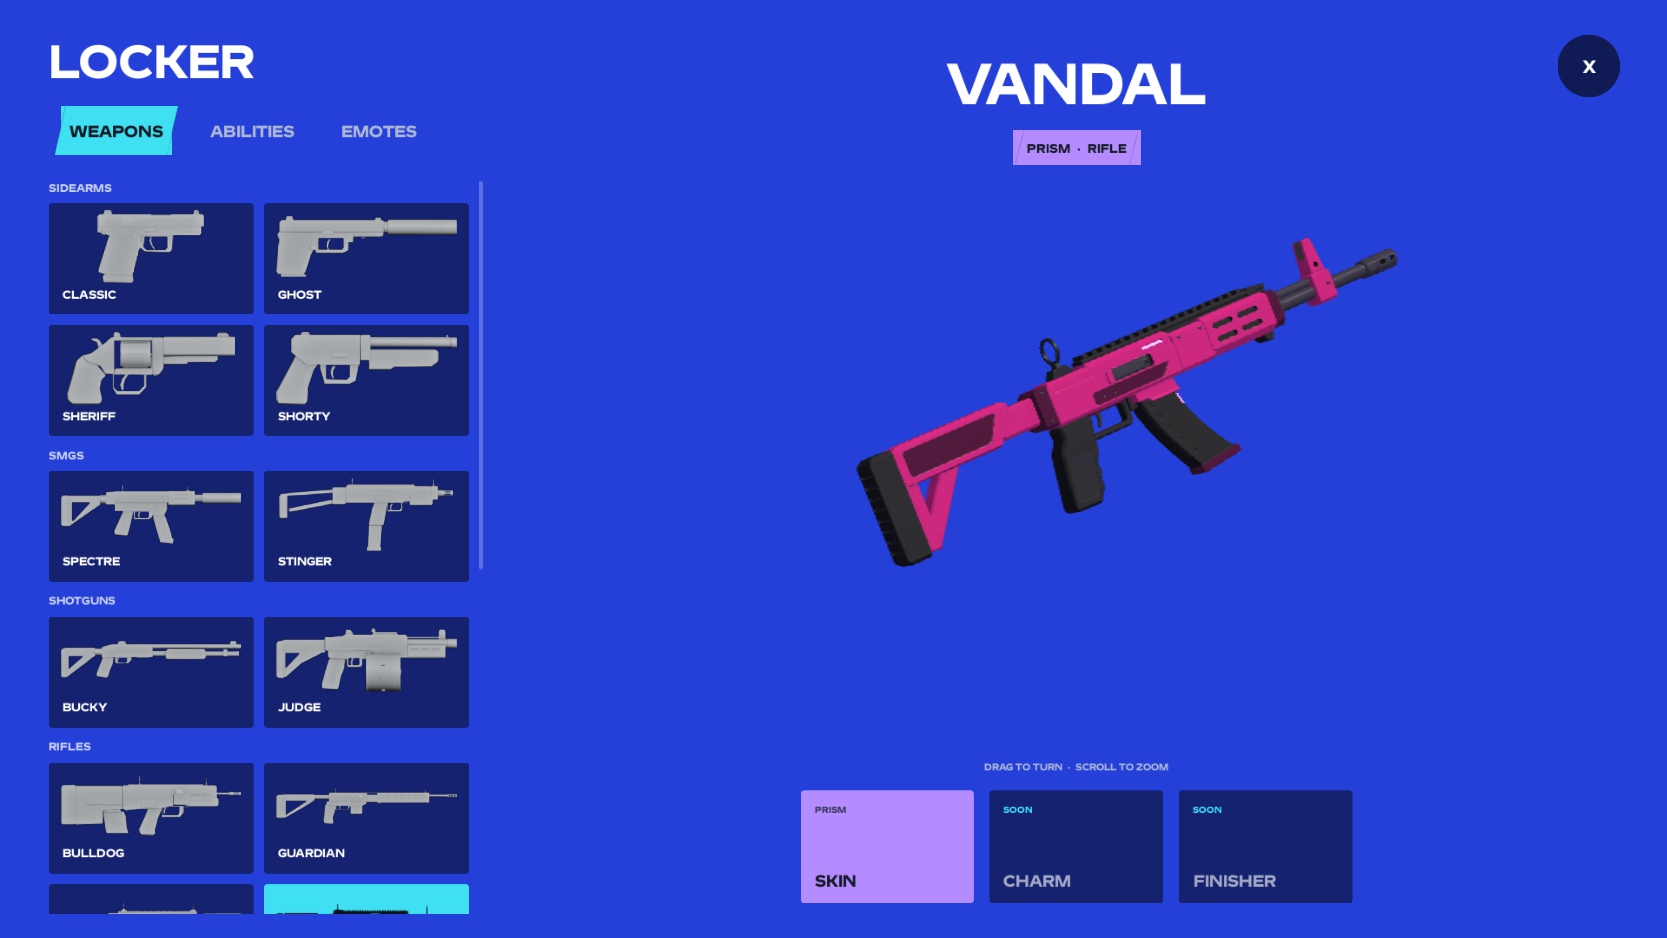 LOCKER
WEAPONS
ABILITIES
EMOTES
SIDEARMS
CLASSIC
GHOST
SHERIFF
SHORTY
SMGS
SPECTRE
STINGER
SHOTGUNS
BUCKY
JUDGE
RIFLES
BULLDOG
GUARDIAN
VANDAL
PRISM · RIFLE
X
DRAG TO TURN · SCROLL TO ZOOM
PRISM
SKIN
SOON
CHARM
SOON
FINISHER